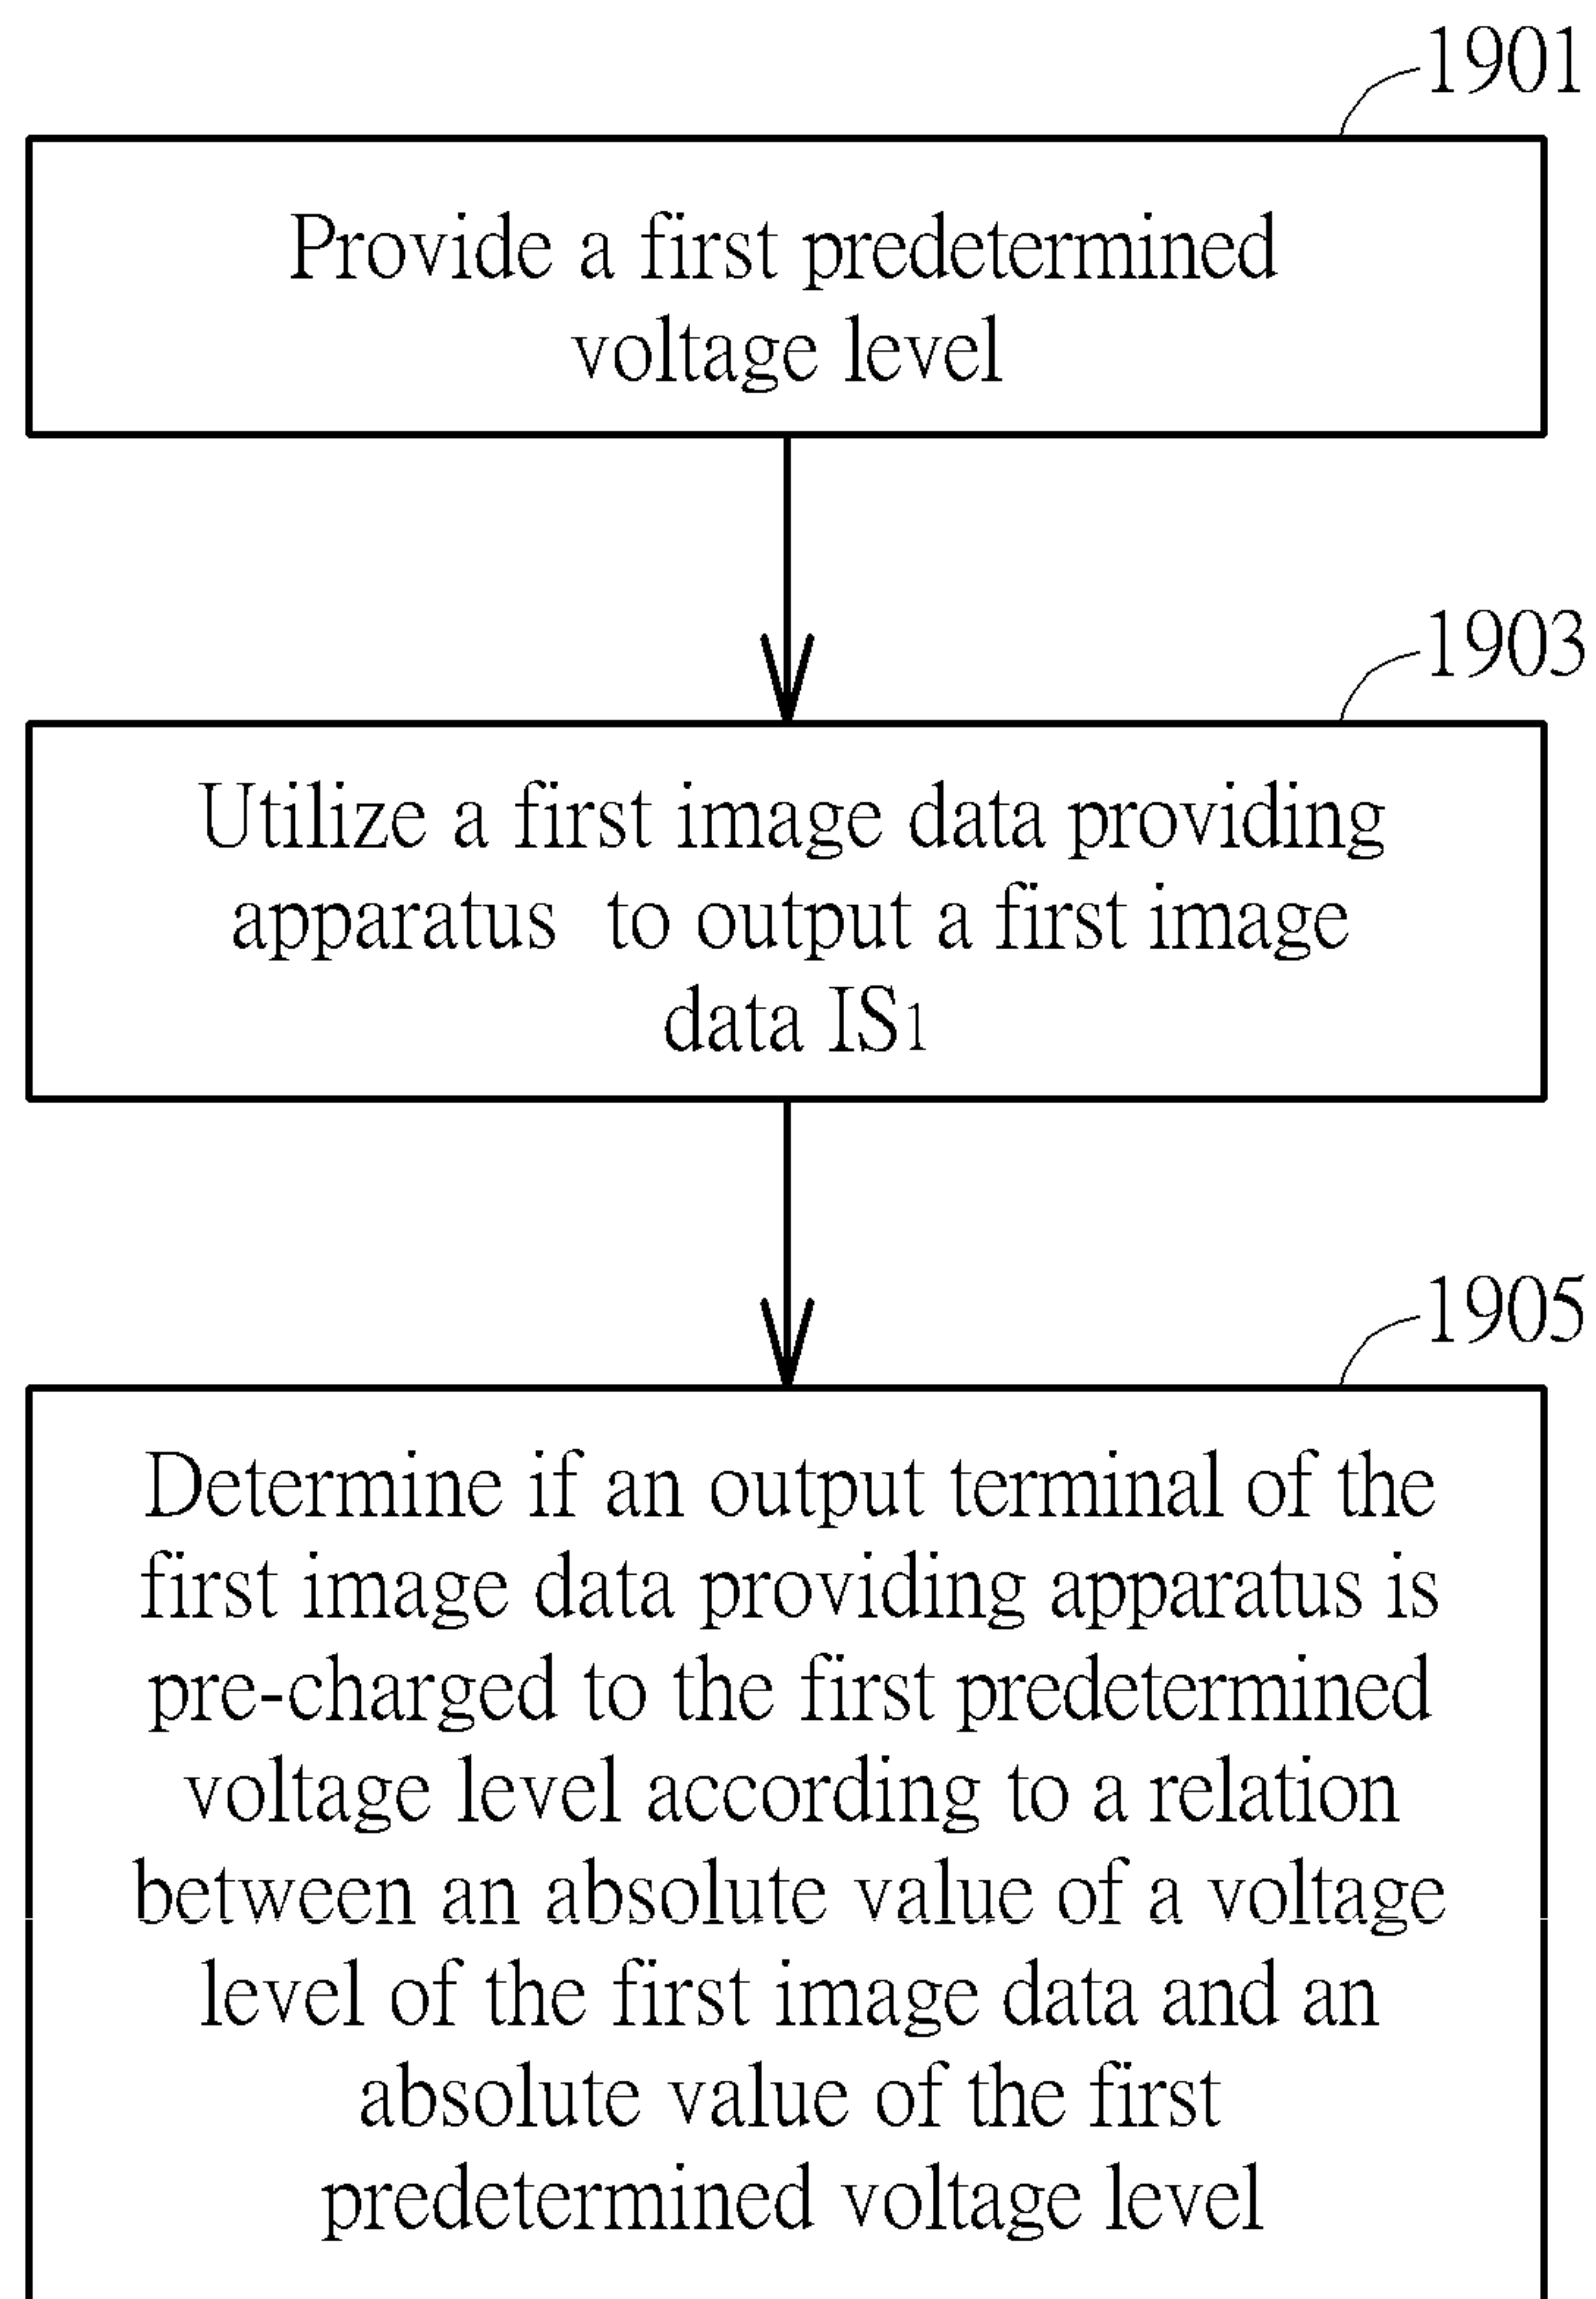 1901
Provide a first predetermined
voltage level
1903
Utilize a first image data providing
apparatus to output a first image
data IS1
1905
Determine if an output terminal of the
first image data providing apparatus is
pre-charged to the first predetermined
voltage level according to a relation
between an absolute value of a voltage
level of the first image data and an
absolute value of the first
predetermined voltage level